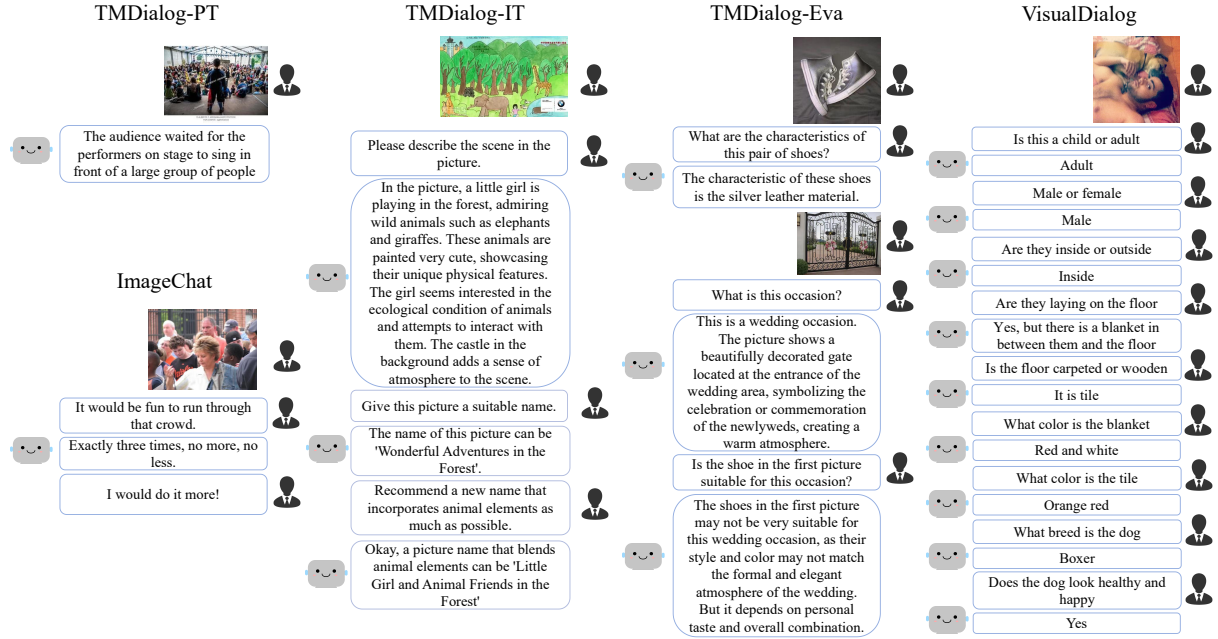 TMDialog-PT
The audience waited for the
performers on stage to sing in
front of a large group of people
ImageChat
It would be fun to run through
that crowd.
Exactly three times, no more, no
less.
I would do it more!
TMDialog-IT
Please describe the scene in the
picture.
In the picture, a little girl is
playing in the forest, admiring
wild animals such as elephants
and giraffes. These animals are
painted very cute, showcasing
their unique physical features.
The girl seems interested in the
ecological condition of animals
and attempts to interact with
them. The castle in the
background adds a sense of
atmosphere to the scene.
Give this picture a suitable name.
The name of this picture can be
'Wonderful Adventures in the
Forest'.
Recommend a new name that
incorporates animal elements as
much as possible.
Okay, a picture name that blends
animal elements can be 'Little
Girl and Animal Friends in the
Forest'
TMDialog-Eva
What are the characteristics of
this pair of shoes?
The characteristic of these shoes
is the silver leather material.
What is this occasion?
This is a wedding occasion.
The picture shows a
beautifully decorated gate
located at the entrance of the
wedding area, symbolizing the
celebration or commemoration
of the newlyweds, creating a
warm atmosphere.
Is the shoe in the first picture
suitable for this occasion?
The shoes in the first picture
may not be very suitable for
this wedding occasion, as their
style and color may not match
the formal and elegant
atmosphere of the wedding.
But it depends on personal
taste and overall combination.
VisualDialog
Is this a child or adult
Adult
Male or female
Male
Are they inside or outside
Inside
Are they laying on the floor
Yes, but there is a blanket in
between them and the floor
Is the floor carpeted or wooden
It is tile
What color is the blanket
Red and white
What color is the tile
Orange red
What breed is the dog
Boxer
Does the dog look healthy and
happy
Yes